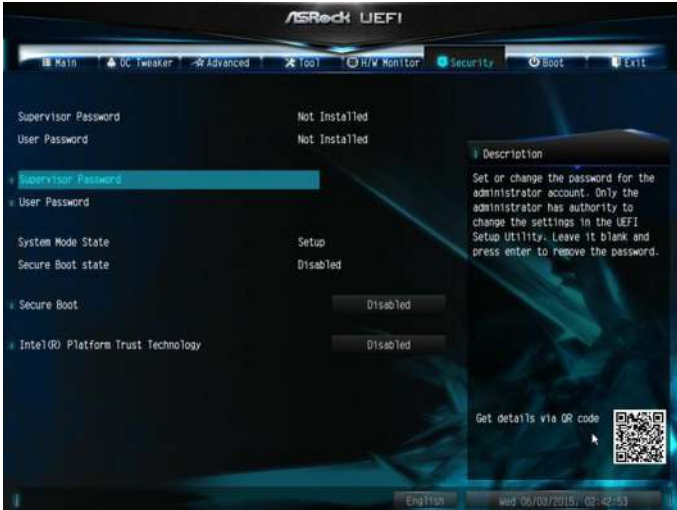 ASRock UEFI
Main OC Tweaker Advanced Tool H/W Monitor Security Boot Exit
Supervisor Password Not Installed
User Password Not Installed
Supervisor Password
User Password
System Mode State Setup
Secure Boot state Disabled
Secure Boot Disabled
Intel(R) Platform Trust Technology Disabled
Description
Set or change the password for the
administrator account. Only the
administrator has authority to
change the settings in the UEFI
Setup Utility. Leave it blank and
press enter to remove the password.
Get details via QR code
English Wed 06/03/2015, 02:42:53